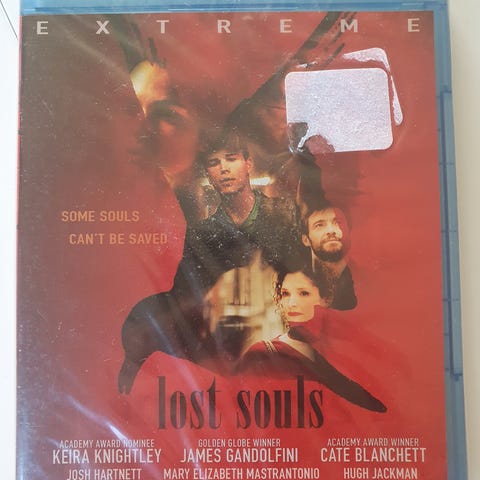 EXTREME
SOME SOULS
CAN'T BE SAVED
lost souls
ACADEMY AWARD NOMINEE GOLDEN GLOBE WINNER ACADEMY AWARD WINNER
KEIRA KNIGHTLEY JAMES GANDOLFINI CATE BLANCHETT
JOSH HARTNETT MARY ELIZABETH MASTRANTONIO HUGH JACKMAN